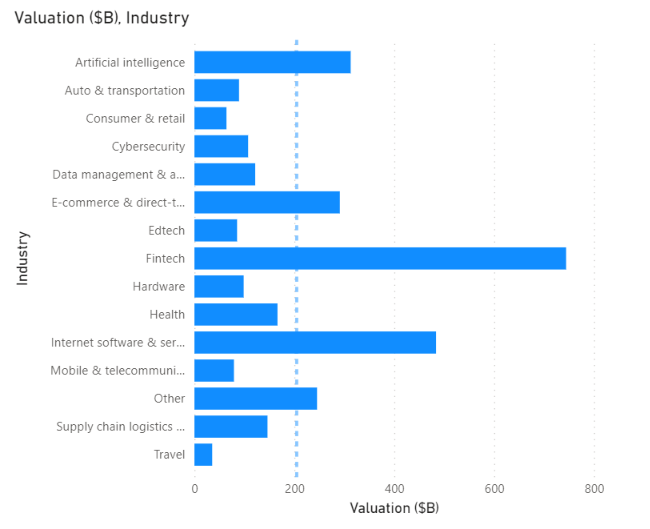 Valuation ($B), Industry
Artificial intelligence
Auto & transportation
Consumer & retail
Cybersecurity
Data management & a...
E-commerce & direct-t...
Edtech
Fintech
Hardware
Health
Internet software & ser...
Mobile & telecommuni...
Other
Supply chain logistics ...
Travel
Industry
0 200 400 600 800
Valuation ($B)